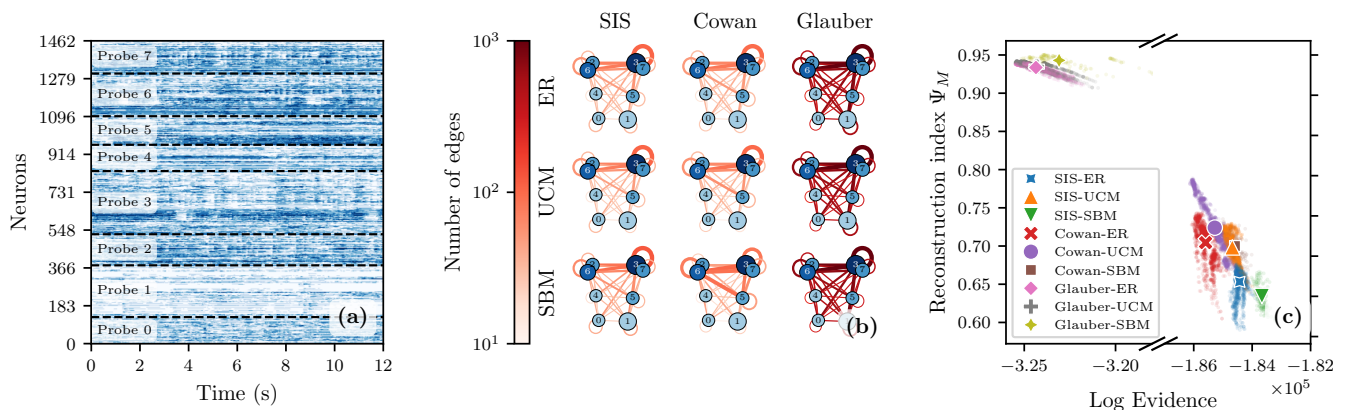 1462
1279
1096
914
731
548
366
183
0
Neurons
Probe 7
Probe 6
Probe 5
Probe 4
Probe 3
Probe 2
Probe 1
Probe 0
(a)
0 2 4 6 8 10 12
Time (s)
10³
10²
10¹
Number of edges
SIS Cowan Glauber
ER
UCM
SBM
(b)
0.95
0.90
0.85
0.80
0.75
0.70
0.65
0.60
Reconstruction index Ψ_M
SIS-ER
SIS-UCM
SIS-SBM
Cowan-ER
Cowan-UCM
Cowan-SBM
Glauber-ER
Glauber-UCM
Glauber-SBM
(c)
−3.25 −3.20 −1.86 −1.84 −1.82
×10⁵
Log Evidence